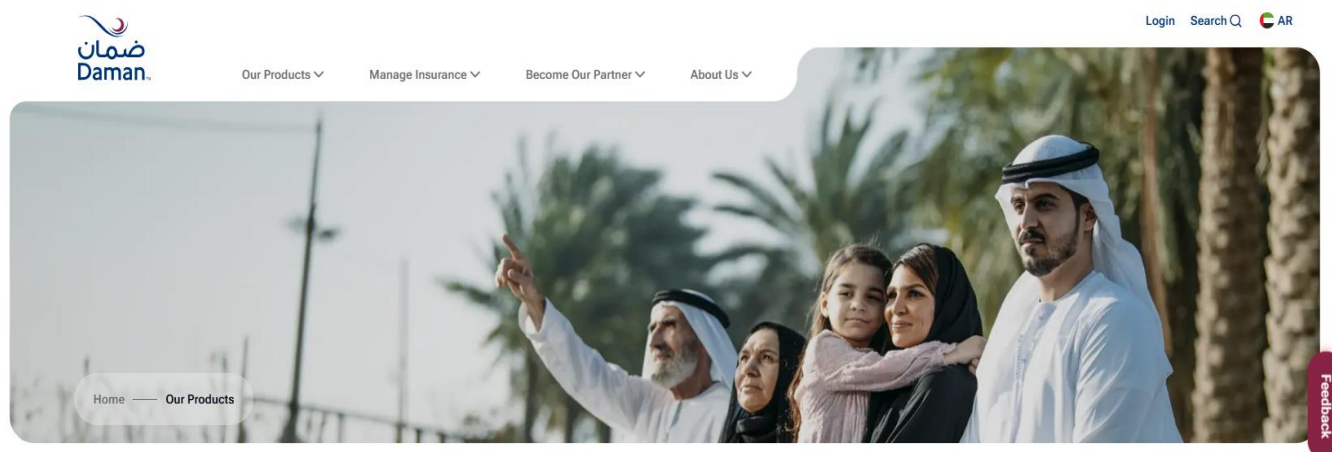 Login Search AR
ضمان
Daman
Our Products Manage Insurance Become Our Partner About Us
Home Our Products
Feedback